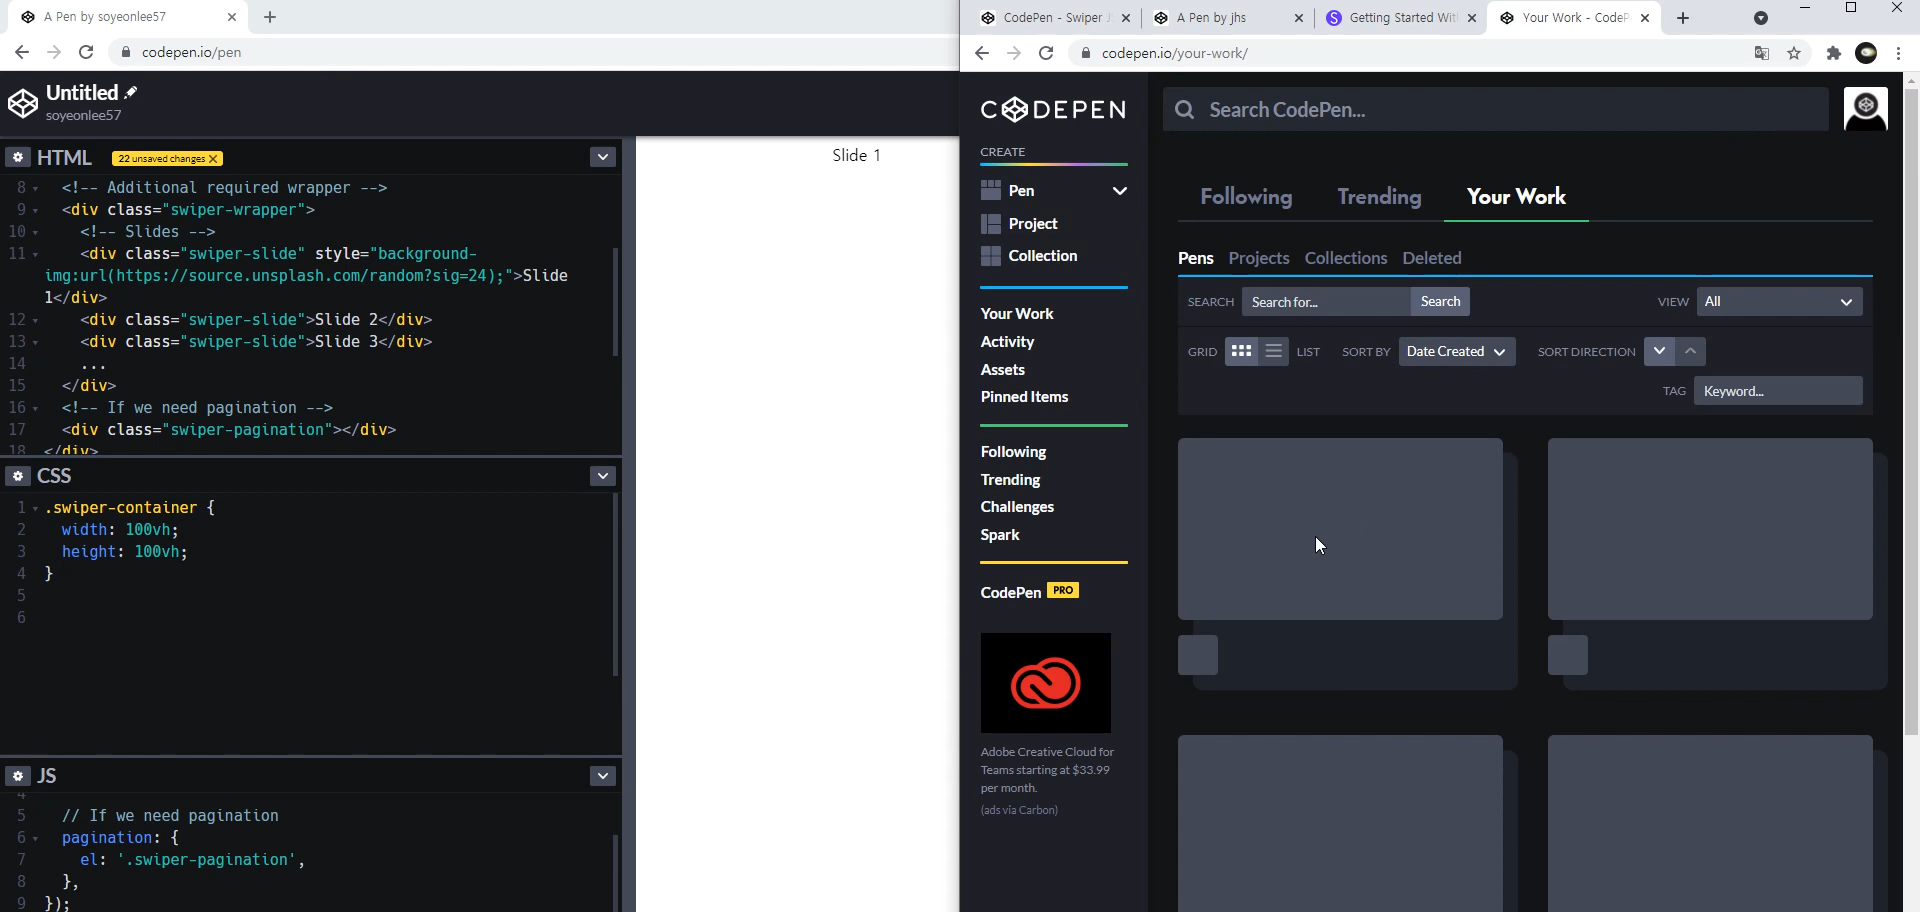 A Pen by soyeonlee57
codepen.io/pen
Untitled
soyeonlee57
HTML
22 unsaved changes
8 <!-- Additional required wrapper -->
9 <div class="swiper-wrapper">
10 <!-- Slides -->
11 <div class="swiper-slide" style="background-
img:url(https://source.unsplash.com/random?sig=24);">Slide
1</div>
12 <div class="swiper-slide">Slide 2</div>
13 <div class="swiper-slide">Slide 3</div>
14 ...
15 </div>
16 <!-- If we need pagination -->
17 <div class="swiper-pagination"></div>
18 </div>
CSS
1 .swiper-container {
2 width: 100vh;
3 height: 100vh;
4 }
5
6
JS
4
5 // If we need pagination
6 pagination: {
7 el: '.swiper-pagination',
8 },
9 });
Slide 1
CodePen - Swiper J
A Pen by jhs
Getting Started Wit
Your Work - CodeP
codepen.io/your-work/
CODEPEN
Search CodePen...
CREATE
Pen
Project
Collection
Your Work
Activity
Assets
Pinned Items
Following
Trending
Challenges
Spark
CodePen PRO
Adobe Creative Cloud for
Teams starting at $33.99
per month.
(ads via Carbon)
Following Trending Your Work
Pens Projects Collections Deleted
SEARCH Search for... Search VIEW All
GRID LIST SORT BY Date Created SORT DIRECTION
TAG Keyword...